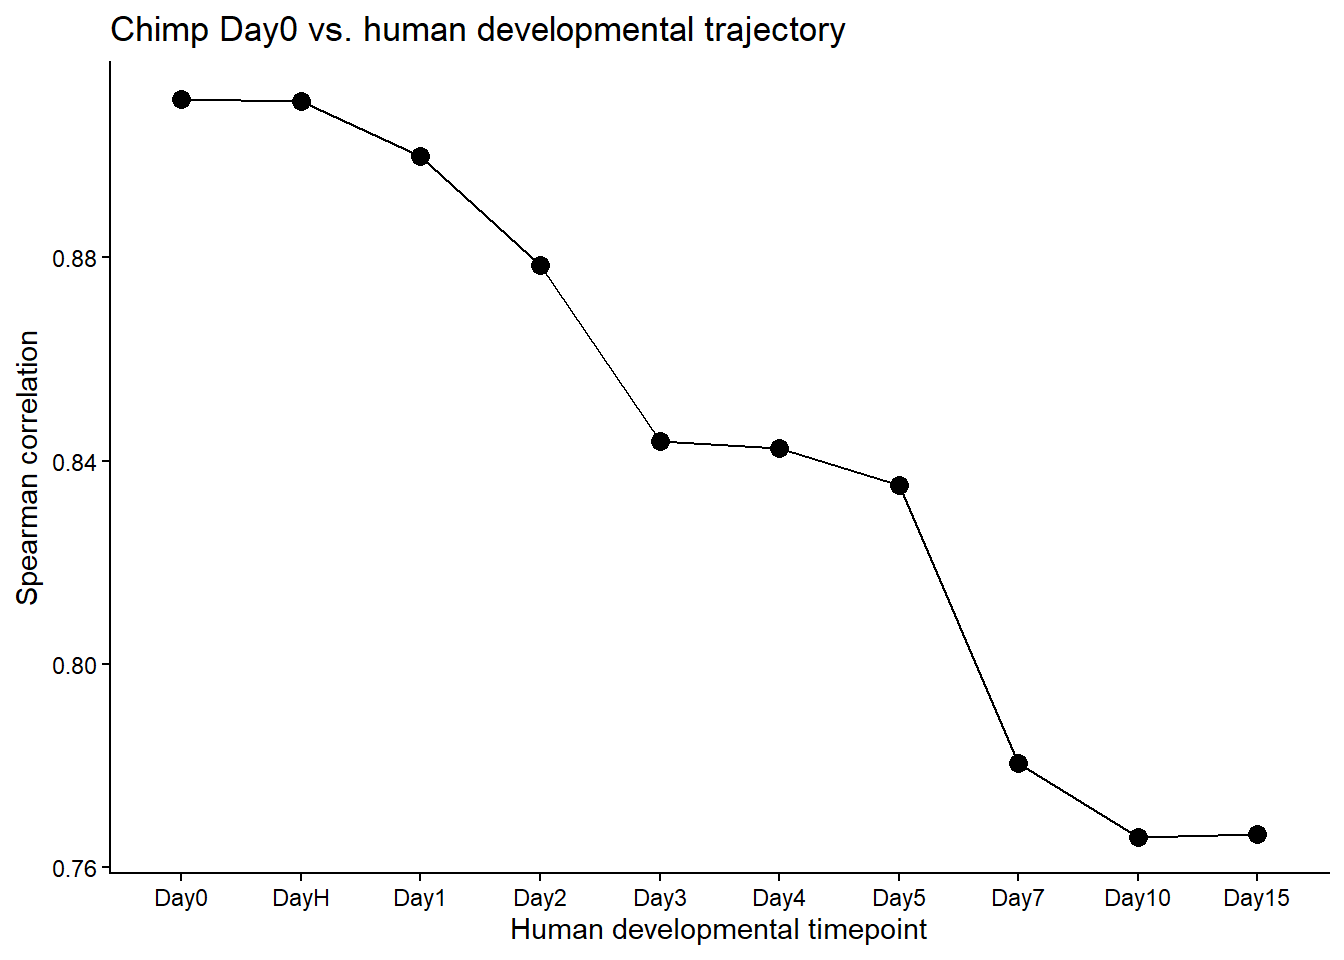 Chimp Day0 vs. human developmental trajectory
Spearman correlation
0.88
0.84
0.80
0.76
Day0 DayH Day1 Day2 Day3 Day4 Day5 Day7 Day10 Day15
Human developmental timepoint